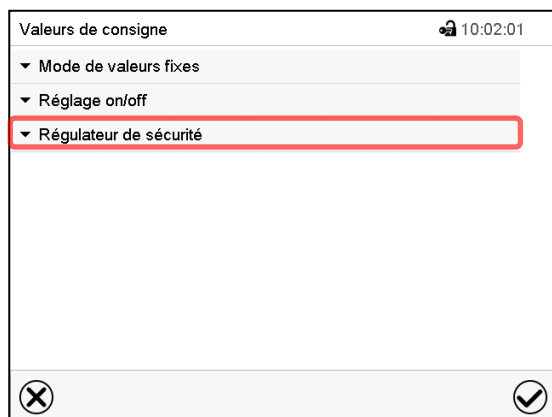 Valeurs de consigne 10:02:01
Mode de valeurs fixes
Réglage on/off
Régulateur de sécurité